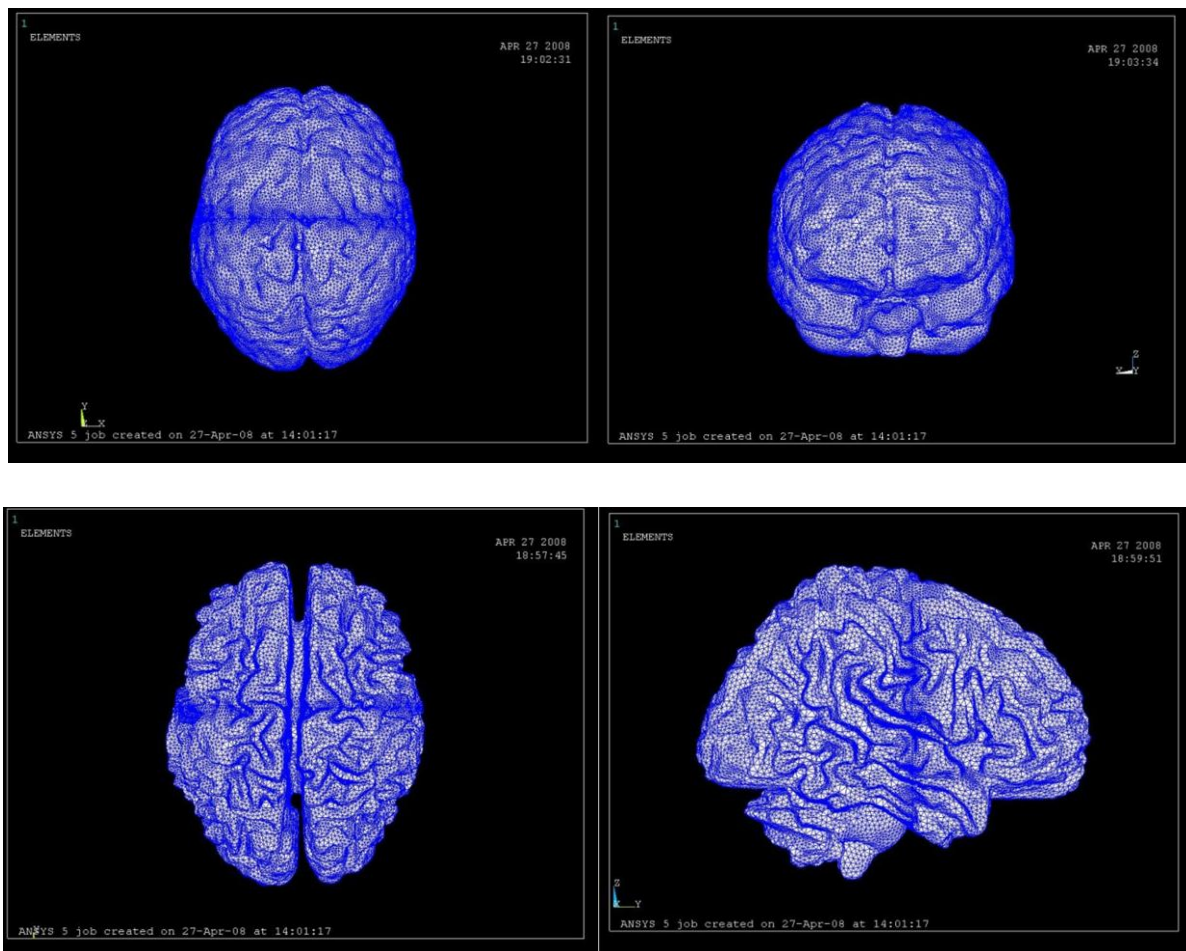 1
ELEMENTS
APR 27 2008
19:02:31
Y
X
ANSYS 5 job created on 27-Apr-08 at 14:01:17
1
ELEMENTS
APR 27 2008
19:03:34
Z
X Y
ANSYS 5 job created on 27-Apr-08 at 14:01:17
1
ELEMENTS
APR 27 2008
18:57:45
ANSYS 5 job created on 27-Apr-08 at 14:01:17
1
ELEMENTS
APR 27 2008
18:59:51
Z
X Y
ANSYS 5 job created on 27-Apr-08 at 14:01:17